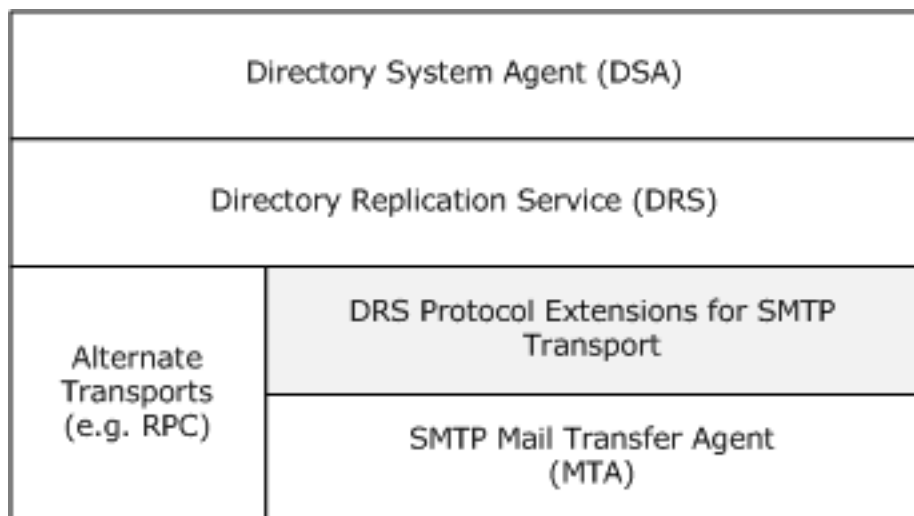 Directory System Agent (DSA)
Directory Replication Service (DRS)
Alternate
Transports
(e.g. RPC)
DRS Protocol Extensions for SMTP
Transport
SMTP Mail Transfer Agent
(MTA)